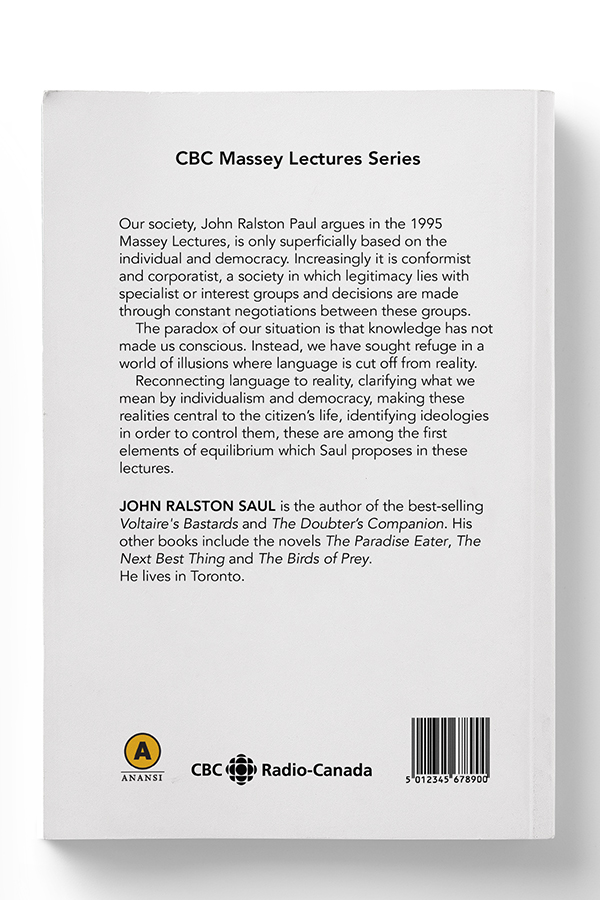 CBC Massey Lectures Series
Our society, John Ralston Paul argues in the 1995
Massey Lectures, is only superficially based on the
individual and democracy. Increasingly it is conformist
and corporatist, a society in which legitimacy lies with
specialist or interest groups and decisions are made
through constant negotiations between these groups.
The paradox of our situation is that knowledge has not
made us conscious. Instead, we have sought refuge in a
world of illusions where language is cut off from reality.
Reconnecting language to reality, clarifying what we
mean by individualism and democracy, making these
realities central to the citizen’s life, identifying ideologies
in order to control them, these are among the first
elements of equilibrium which Saul proposes in these
lectures.
JOHN RALSTON SAUL is the author of the best-selling
Voltaire's Bastards and The Doubter’s Companion. His
other books include the novels The Paradise Eater, The
Next Best Thing and The Birds of Prey.
He lives in Toronto.
A
ANANSI
CBC Radio-Canada
5 012345 678900